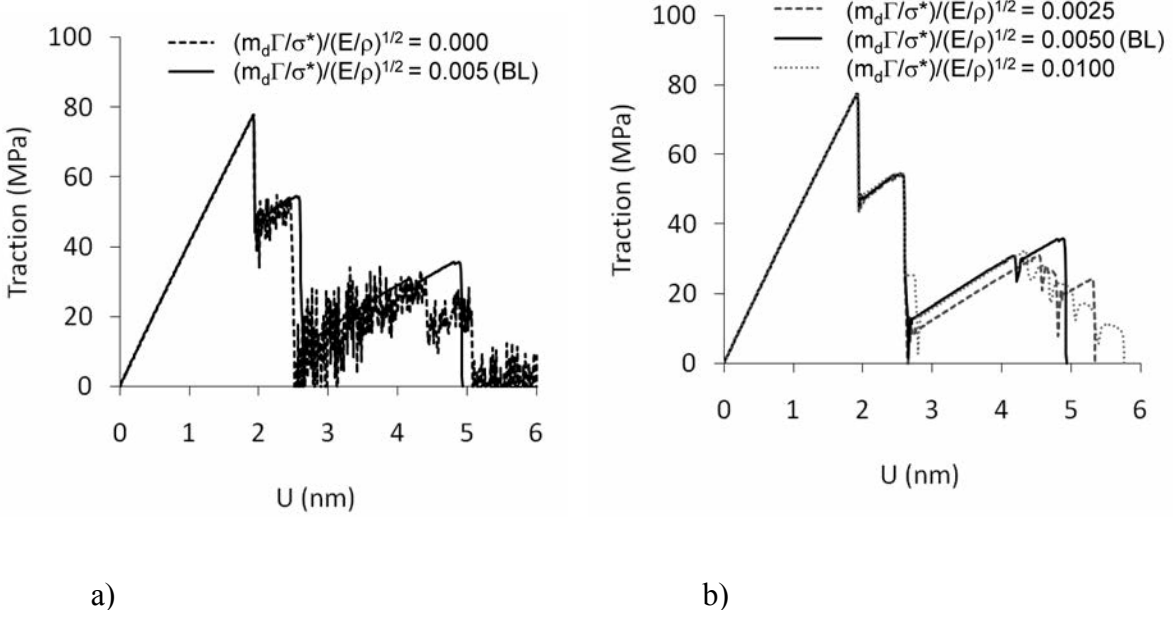 100
80
60
40
20
0
Traction (MPa)
(m_dΓ/σ*)/(E/ρ)^{1/2} = 0.000
(m_dΓ/σ*)/(E/ρ)^{1/2} = 0.005 (BL)
0 1 2 3 4 5 6
U (nm)
a)
100
80
60
40
20
0
Traction (MPa)
(m_dΓ/σ*)/(E/ρ)^{1/2} = 0.0025
(m_dΓ/σ*)/(E/ρ)^{1/2} = 0.0050 (BL)
(m_dΓ/σ*)/(E/ρ)^{1/2} = 0.0100
0 1 2 3 4 5 6
U (nm)
b)